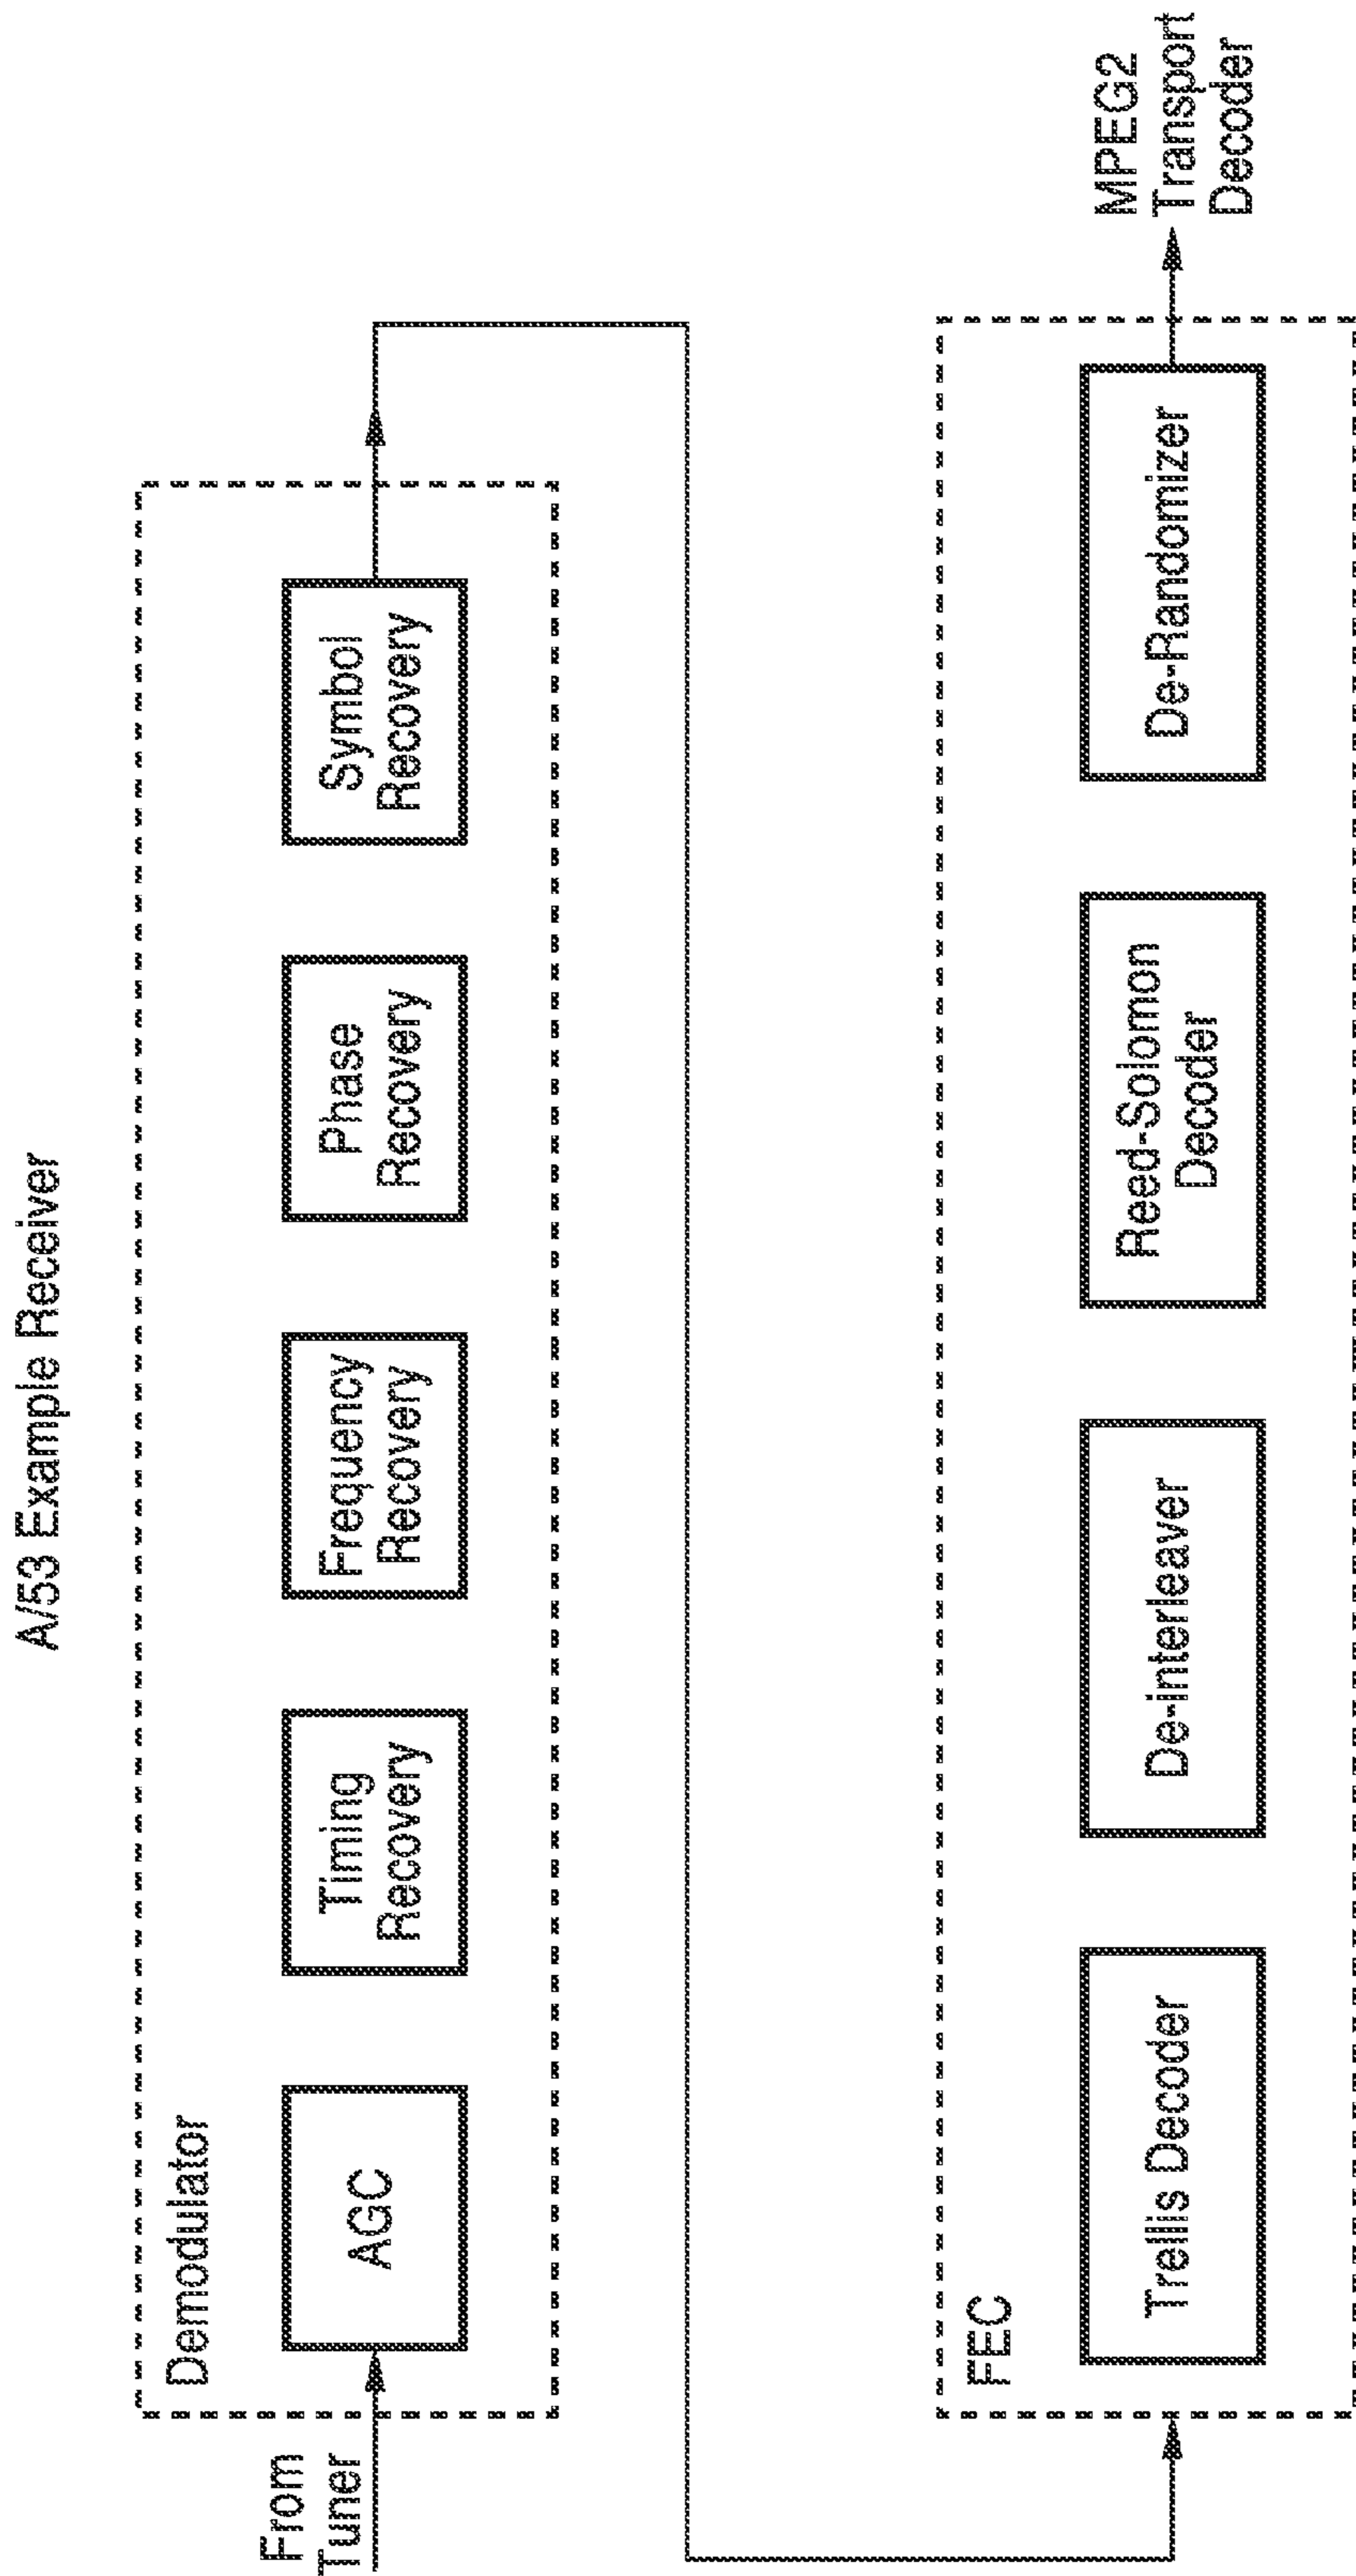 A/53 Example Receiver
Demodulator
From
Tuner
AGC
Timing
Recovery
Frequency
Recovery
Phase
Recovery
Symbol
Recovery
FEC
Trellis Decoder
De-interleaver
Reed-Solomon
Decoder
De-Randomizer
MPEG2
Transport
Decoder